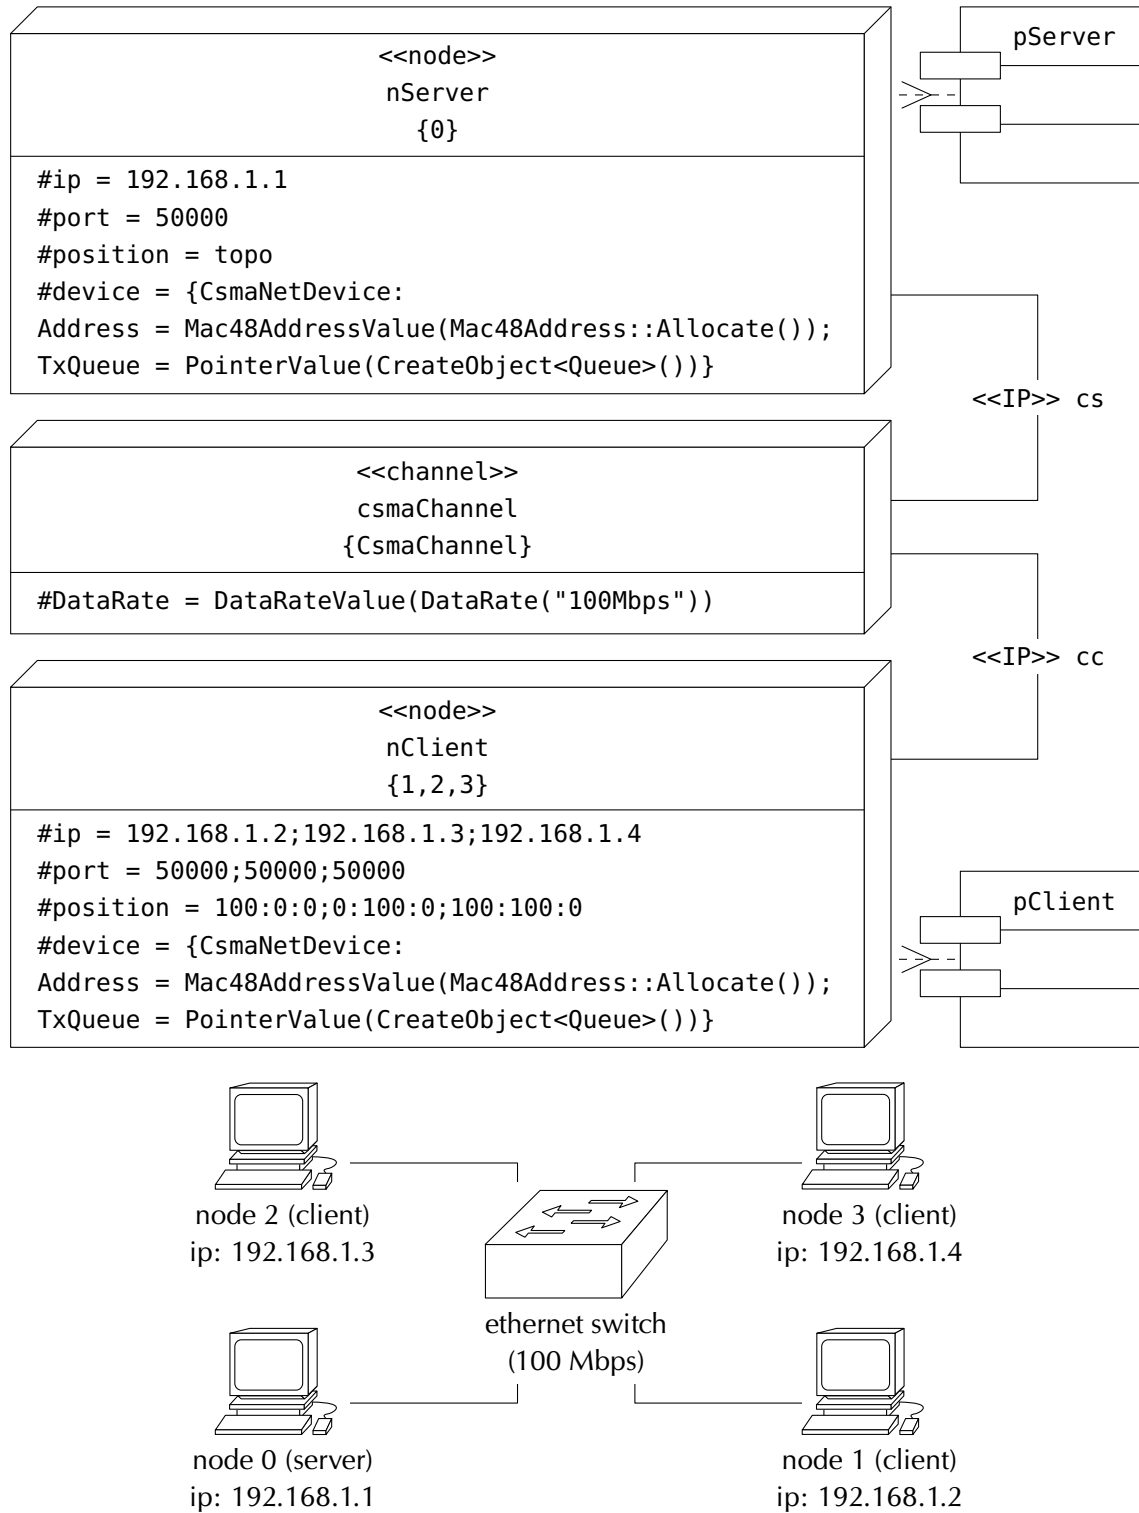 <<node>>
nServer
{0}
pServer
#ip = 192.168.1.1
#port = 50000
#position = topo
#device = {CsmaNetDevice:
Address = Mac48AddressValue(Mac48Address::Allocate());
TxQueue = PointerValue(CreateObject<Queue>())}
<<IP>> cs
<<channel>>
csmaChannel
{CsmaChannel}
#DataRate = DataRateValue(DataRate("100Mbps"))
<<IP>> cc
<<node>>
nClient
{1,2,3}
#ip = 192.168.1.2;192.168.1.3;192.168.1.4
#port = 50000;50000;50000
#position = 100:0:0;0:100:0;100:100:0
#device = {CsmaNetDevice:
Address = Mac48AddressValue(Mac48Address::Allocate());
TxQueue = PointerValue(CreateObject<Queue>())}
pClient
node 2 (client)
ip: 192.168.1.3
node 3 (client)
ip: 192.168.1.4
ethernet switch
(100 Mbps)
node 0 (server)
ip: 192.168.1.1
node 1 (client)
ip: 192.168.1.2